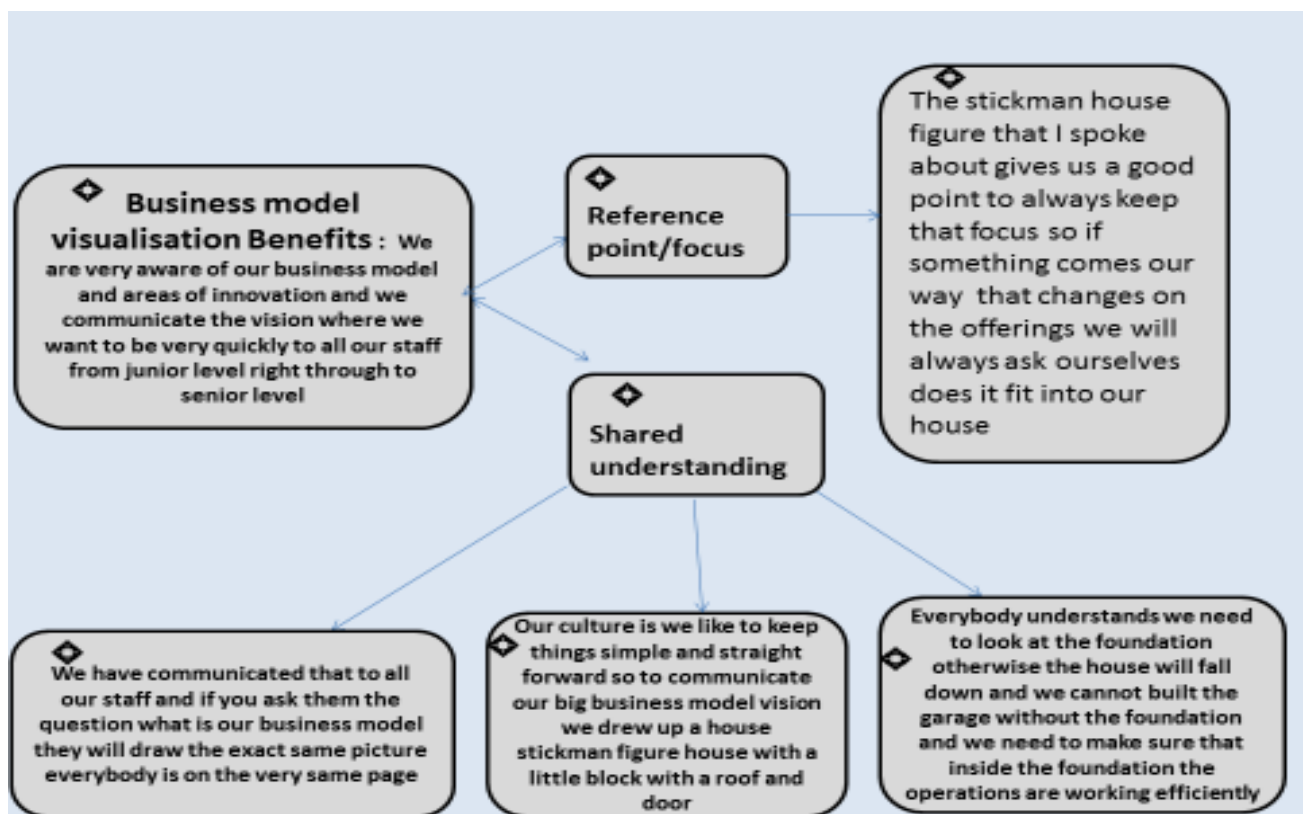 Business model
visualisation Benefits : We
are very aware of our business model
and areas of innovation and we
communicate the vision where we
want to be very quickly to all our staff
from junior level right through to
senior level
Reference
point/focus
The stickman house
figure that I spoke
about gives us a good
point to always keep
that focus so if
something comes our
way that changes on
the offerings we will
always ask ourselves
does it fit into our
house
Shared
understanding
We have communicated that to all
our staff and if you ask them the
question what is our business model
they will draw the exact same picture
everybody is on the very same page
Our culture is we like to keep
things simple and straight
forward so to communicate
our big business model vision
we drew up a house
stickman figure house with a
little block with a roof and
door
Everybody understands we need
to look at the foundation
otherwise the house will fall
down and we cannot built the
garage without the foundation
and we need to make sure that
inside the foundation the
operations are working efficiently